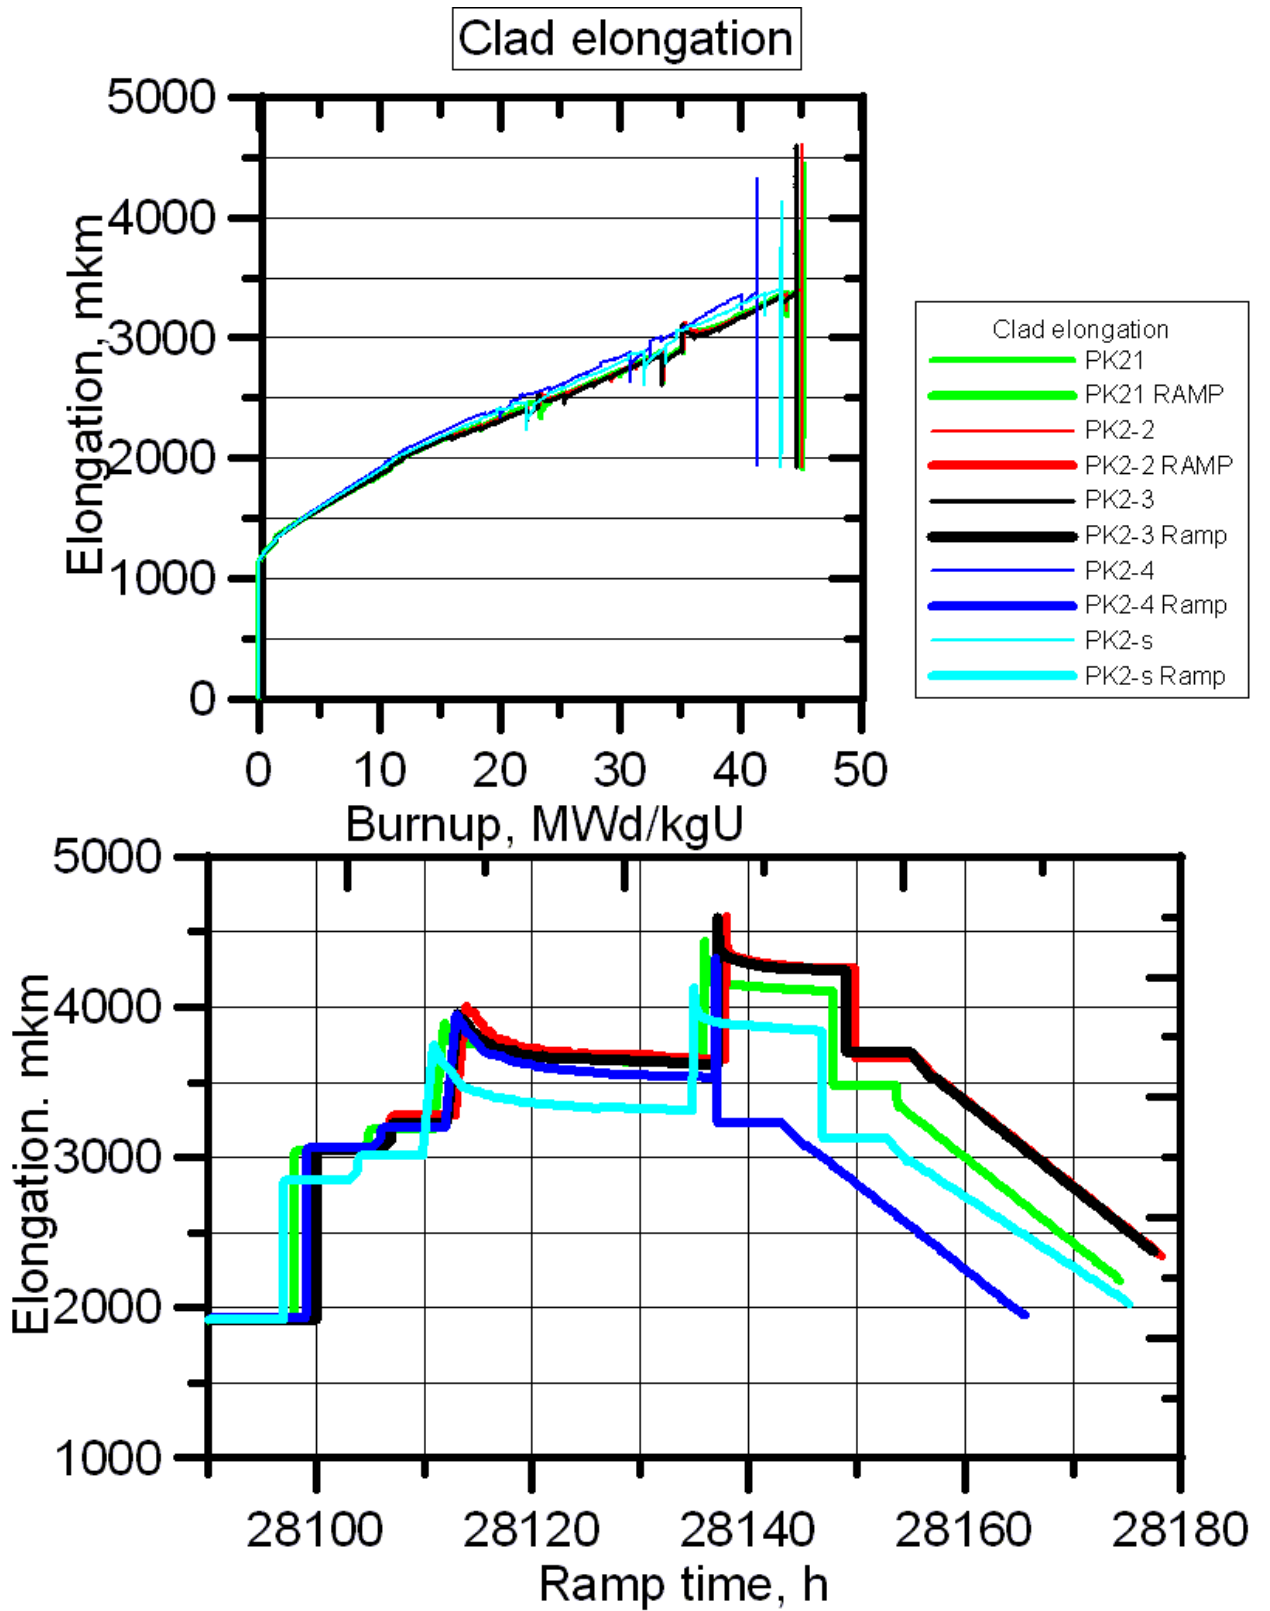 Clad elongation
5000
4000
3000
2000
1000
0
Elongation, mkm
0 10 20 30 40 50
Burnup, MWd/kgU
Clad elongation
PK21
PK21 RAMP
PK2-2
PK2-2 RAMP
PK2-3
PK2-3 Ramp
PK2-4
PK2-4 Ramp
PK2-s
PK2-s Ramp
5000
4000
3000
2000
1000
Elongation. mkm
28100 28120 28140 28160 28180
Ramp time, h